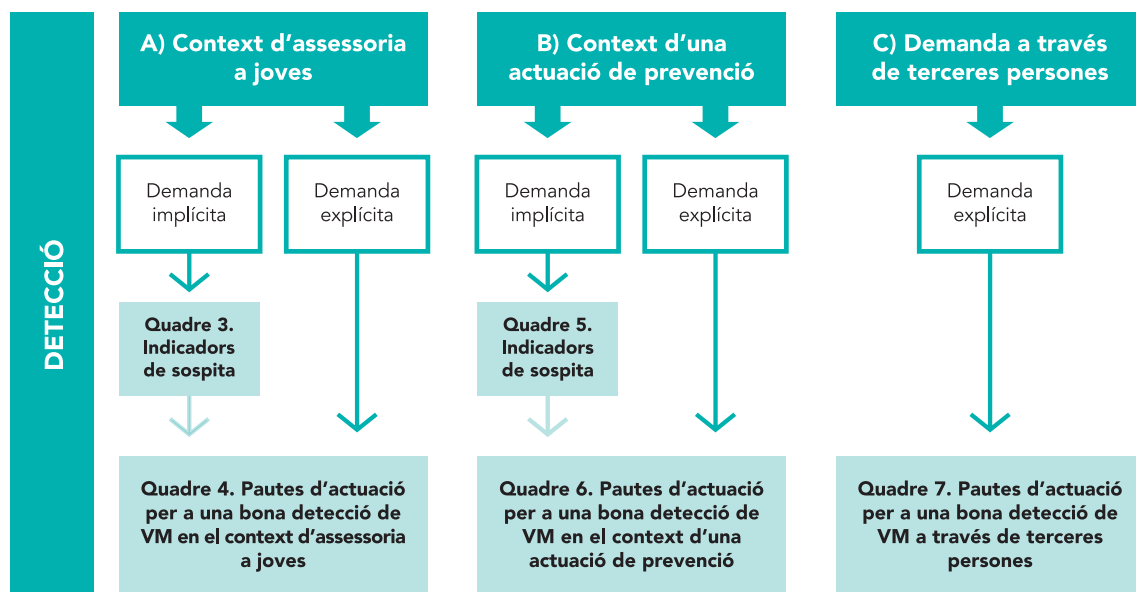 DETECCIÓ
A) Context d’assessoria
a joves
B) Context d’una
actuació de prevenció
C) Demanda a través
de terceres persones
Demanda
implícita
Demanda
explícita
Demanda
implícita
Demanda
explícita
Demanda
explícita
Quadre 3.
Indicadors
de sospita
Quadre 5.
Indicadors
de sospita
Quadre 4. Pautes d’actuació
per a una bona detecció de
VM en el context d’assessoria
a joves
Quadre 6. Pautes d’actuació
per a una bona detecció de
VM en el context d’una
actuació de prevenció
Quadre 7. Pautes d’actuació
per a una bona detecció de
VM a través de terceres
persones